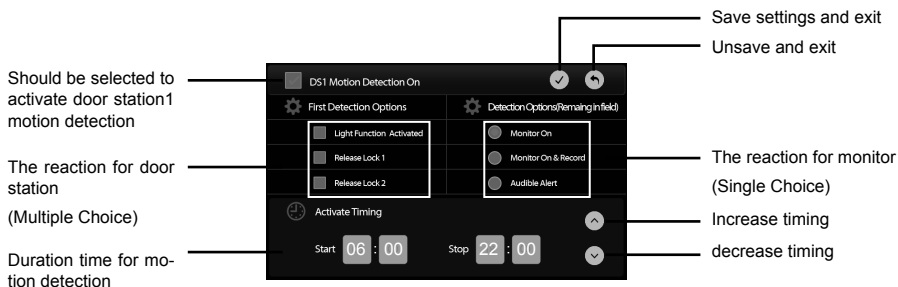 Save settings and exit
Unsave and exit
Should be selected to
activate door station1
motion detection
DS1 Motion Detection On
First Detection Options
Detection Options(Remaing in field)
Light Function Activated
Monitor On
Release Lock 1
Monitor On & Record
Release Lock 2
Audible Alert
The reaction for door
station
(Multiple Choice)
The reaction for monitor
(Single Choice)
Activate Timing
Increase timing
Start 06 : 00
Stop 22 : 00
decrease timing
Duration time for mo-
tion detection